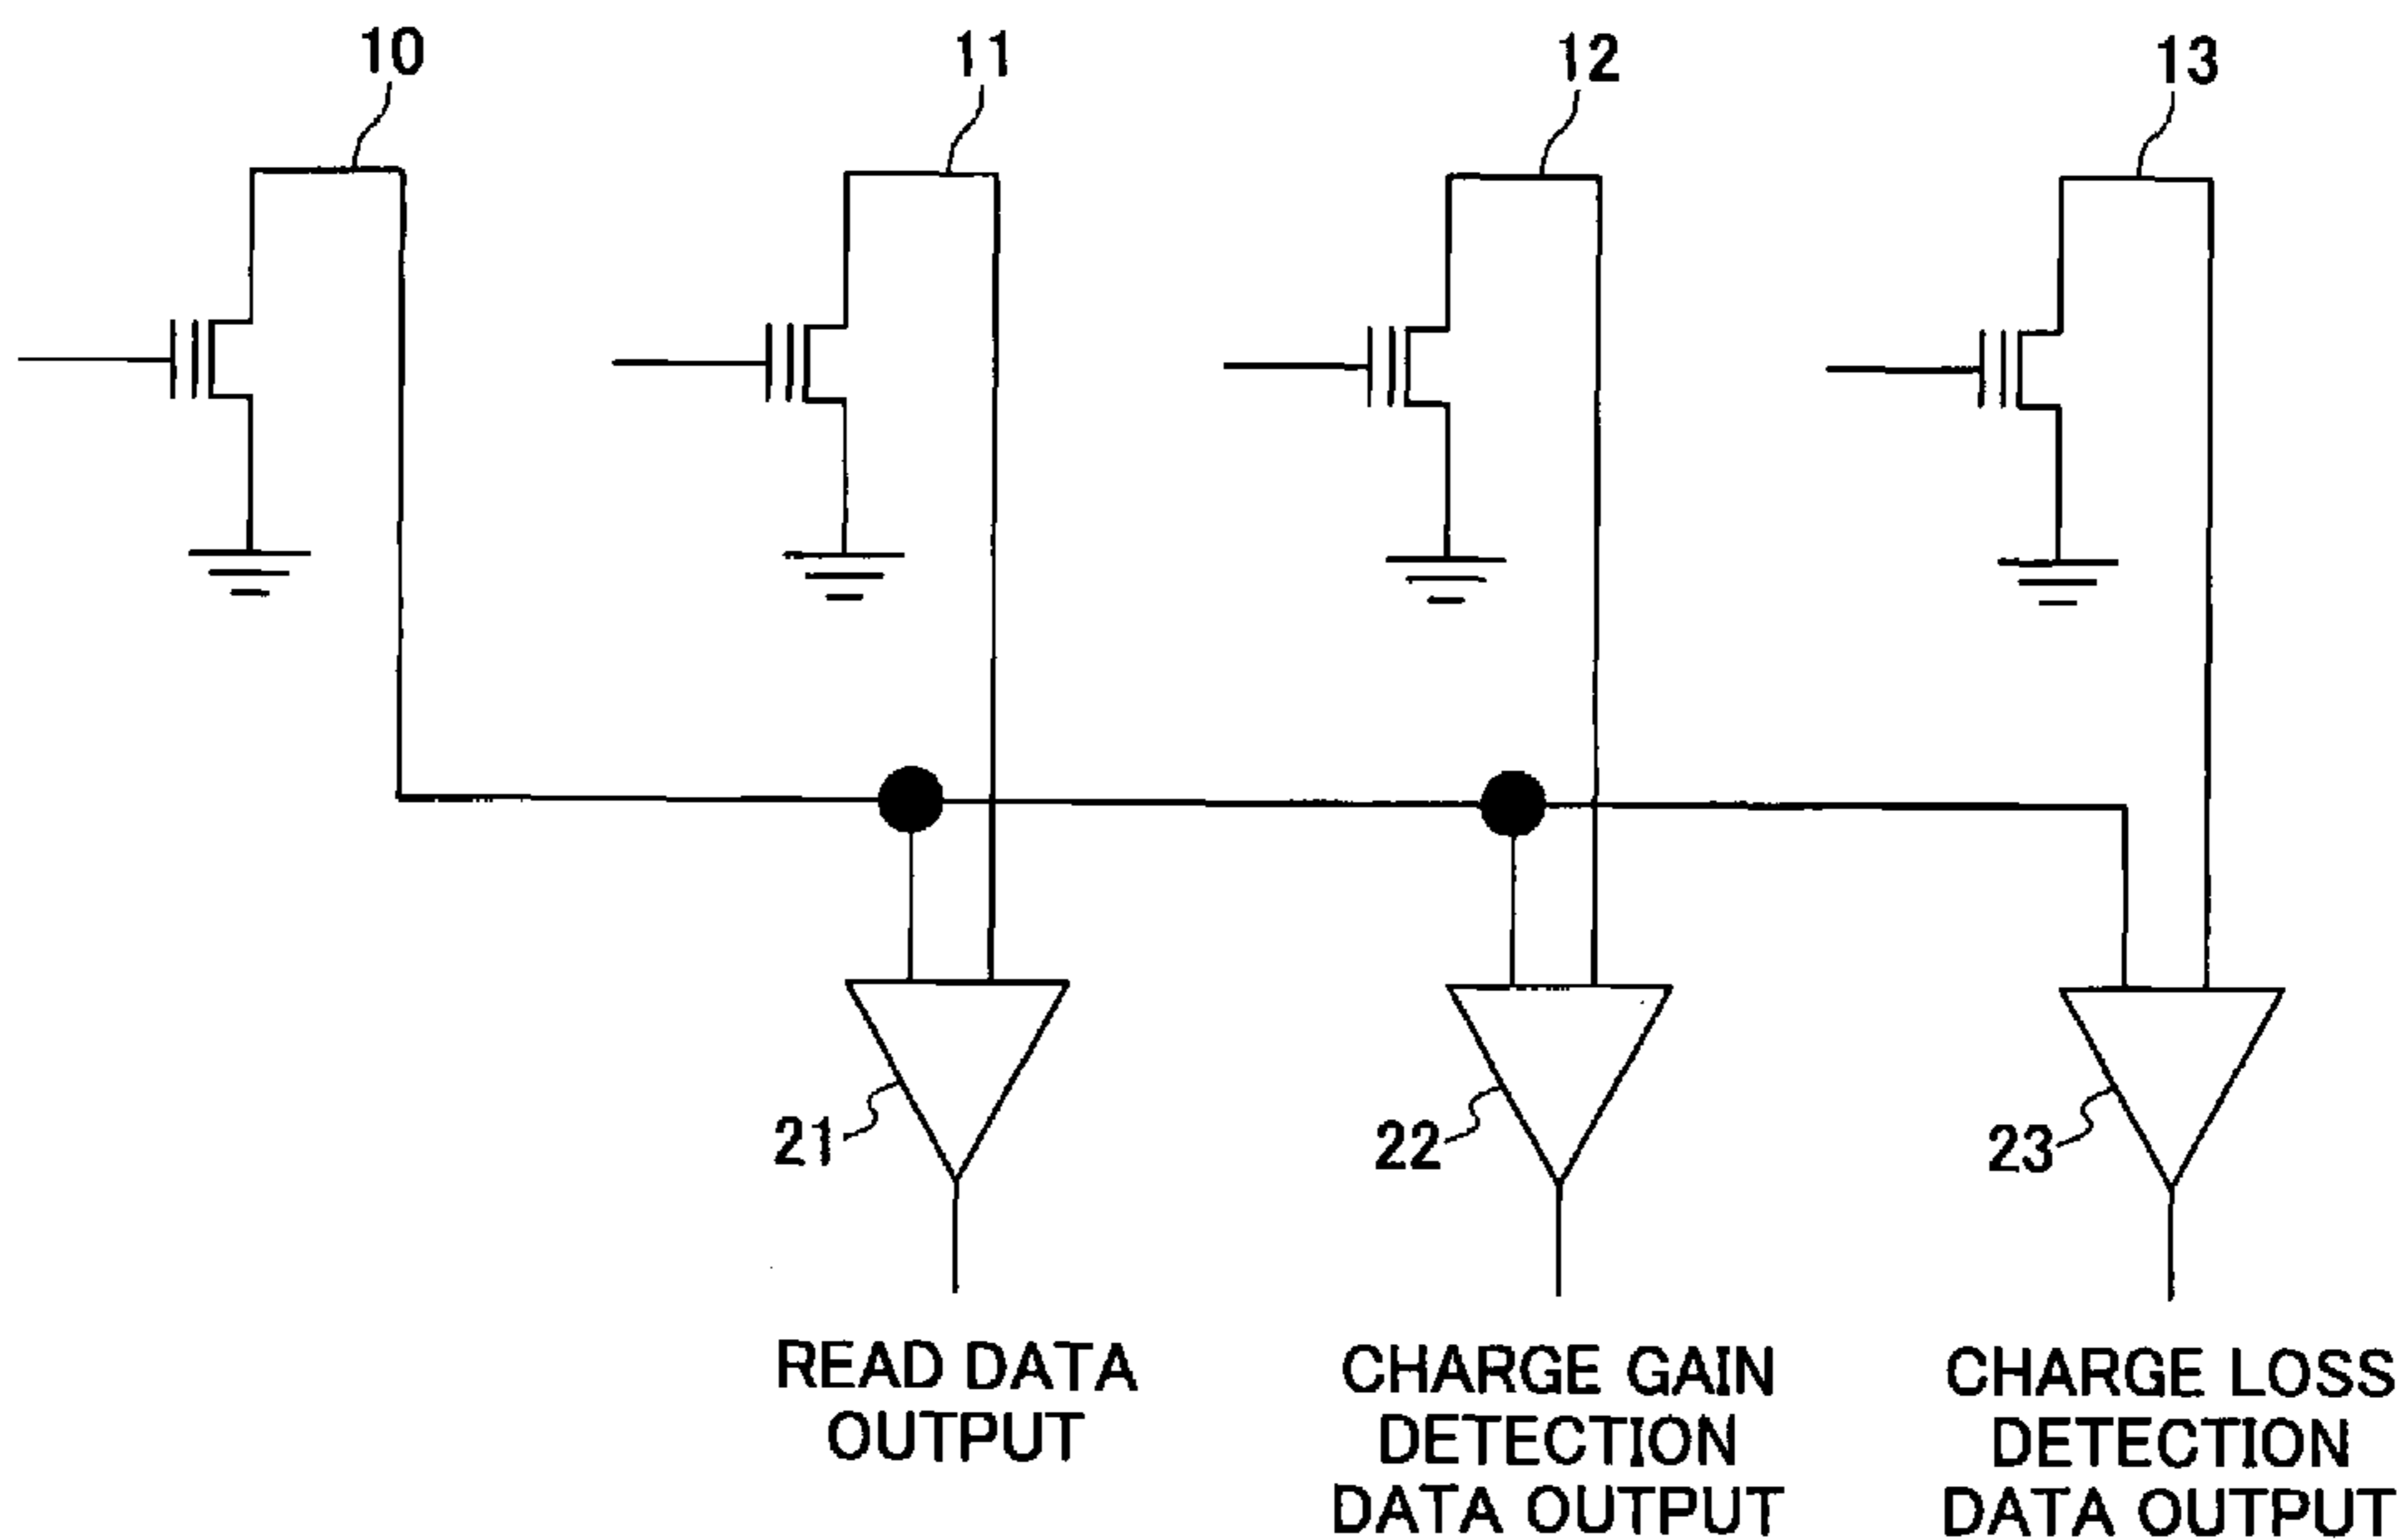 10
11
12
13
21
22
23
READ DATA
OUTPUT
CHARGE GAIN
DETECTION
DATA OUTPUT
CHARGE LOSS
DETECTION
DATA OUTPUT